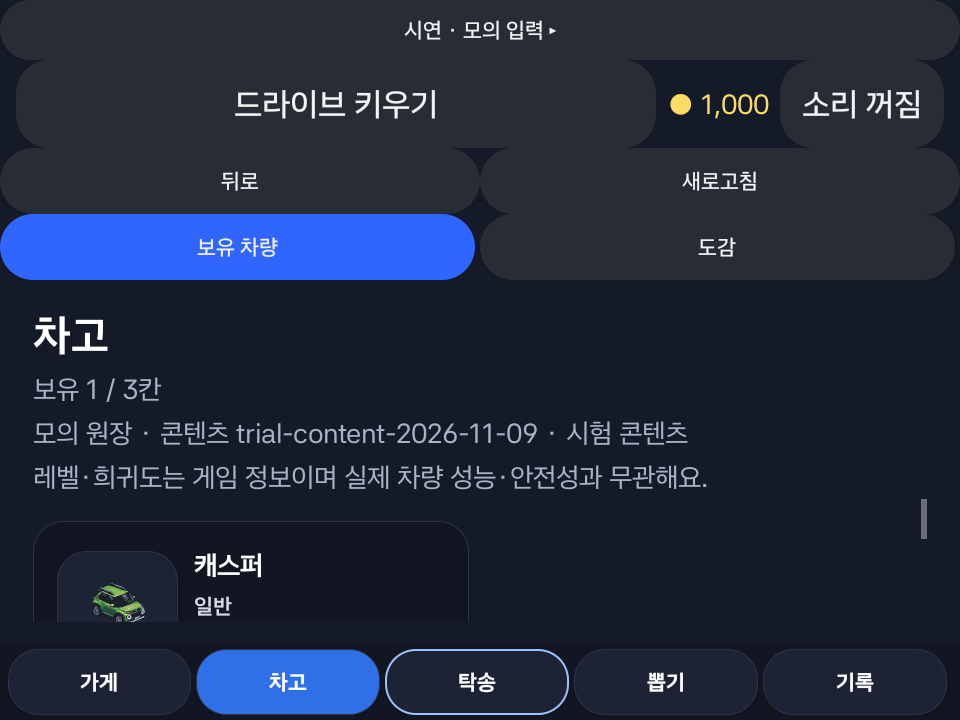 시연 · 모의 입력 ▸
드라이브 키우기
1,000
소리 꺼짐
뒤로
새로고침
보유 차량
도감
차고
보유 1 / 3칸
모의 원장 · 콘텐츠 trial-content-2026-11-09 · 시험 콘텐츠
레벨·희귀도는 게임 정보이며 실제 차량 성능·안전성과 무관해요.
캐스퍼
일반
가게
차고
탁송
뽑기
기록